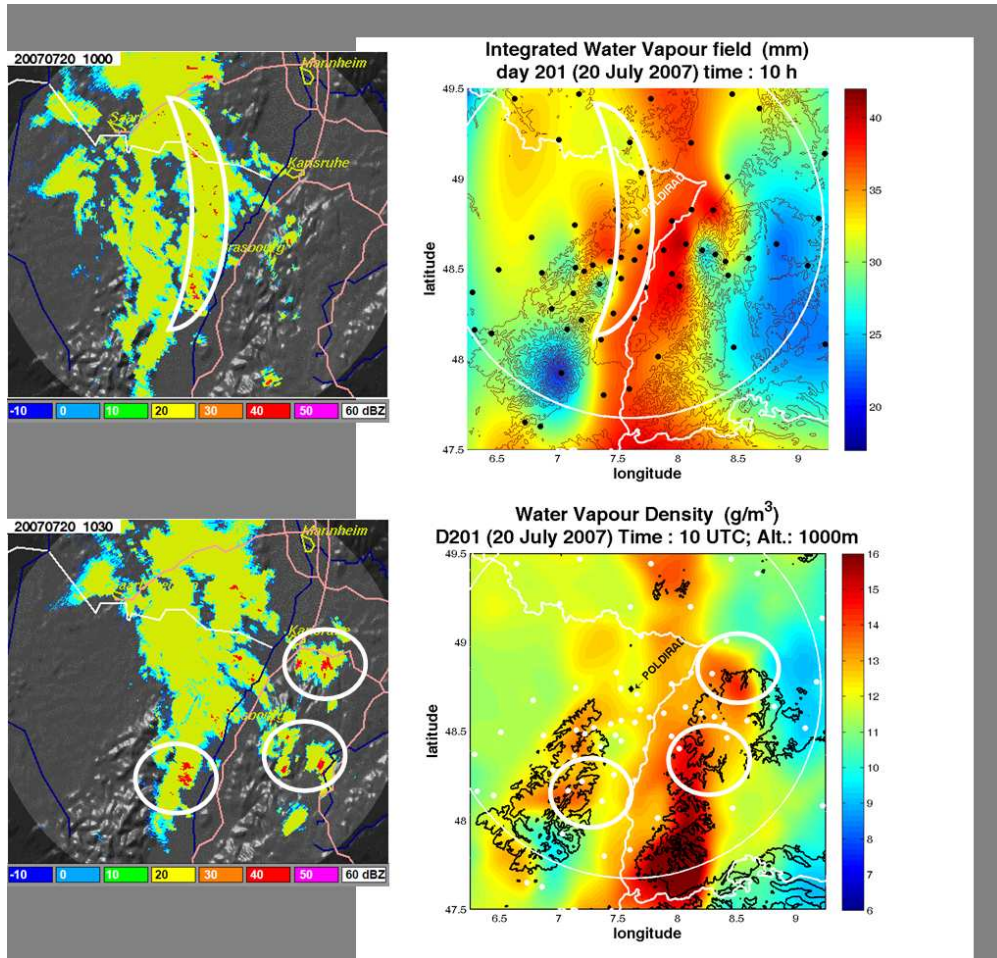 20070720 1000
Mannheim
Karlsruhe
-10 0 10 20 30 40 50 60 dBZ
Integrated Water Vapour field (mm)
day 201 (20 July 2007) time : 10 h
49.5
49
48.5
48
47.5
latitude
6.5 7 7.5 8 8.5 9
longitude
POLDIRAD
40
35
30
25
20
20070720 1030
Mannheim
-10 0 10 20 30 40 50 60 dBZ
Water Vapour Density (g/m³)
D201 (20 July 2007) Time : 10 UTC; Alt.: 1000m
49.5
49
48.5
48
47.5
latitude
6.5 7 7.5 8 8.5 9
longitude
POLDIRAD
16
15
14
13
12
11
10
9
8
7
6